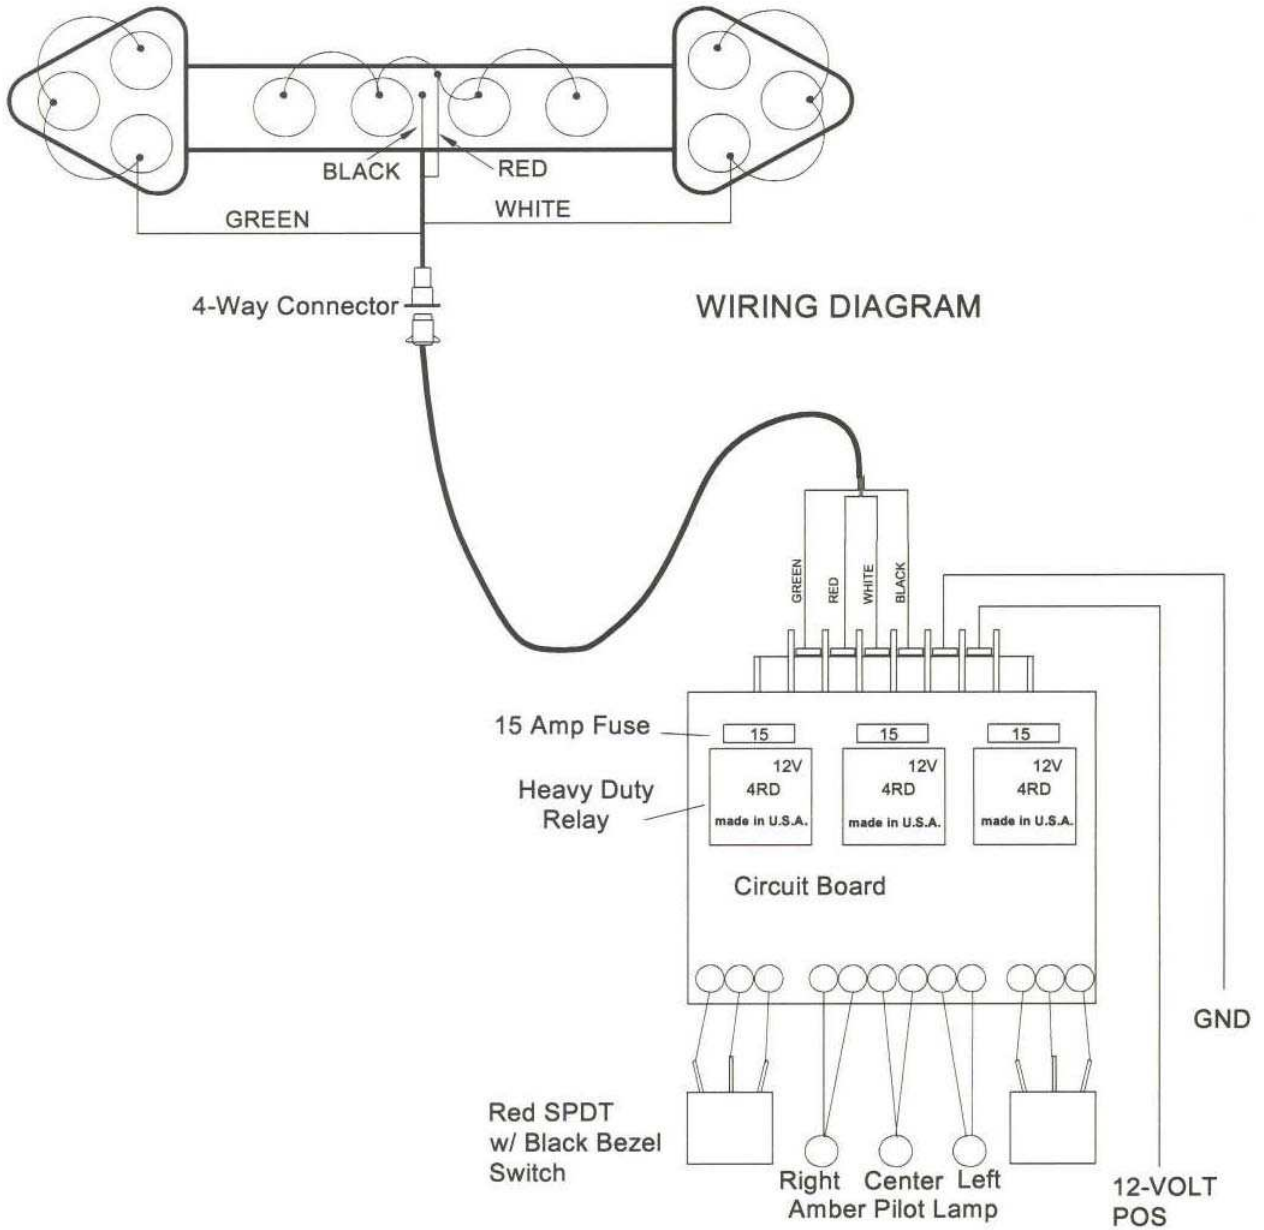 BLACK
RED
GREEN
WHITE
4-Way Connector
WIRING DIAGRAM
GREEN
RED
WHITE
BLACK
15 Amp Fuse
15
15
15
Heavy Duty
Relay
12V
4RD
made in U.S.A.
12V
4RD
made in U.S.A.
12V
4RD
made in U.S.A.
Circuit Board
GND
Red SPDT
w/ Black Bezel
Switch
Right Center Left
Amber Pilot Lamp
12-VOLT
POS